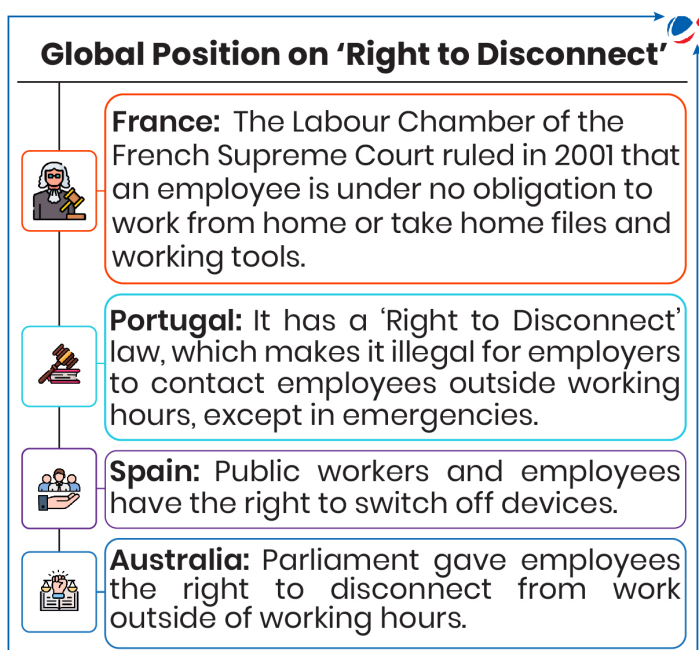 Global Position on ‘Right to Disconnect’
France: The Labour Chamber of the
French Supreme Court ruled in 2001 that
an employee is under no obligation to
work from home or take home files and
working tools.
Portugal: It has a ‘Right to Disconnect’
law, which makes it illegal for employers
to contact employees outside working
hours, except in emergencies.
Spain: Public workers and employees
have the right to switch off devices.
Australia: Parliament gave employees
the right to disconnect from work
outside of working hours.